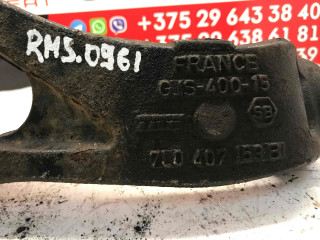 +375 29 643 38 40
+375 29 638 61 81
RMS.0961
FRANCE
GJS-400-15
SB
7L0 407 153 B